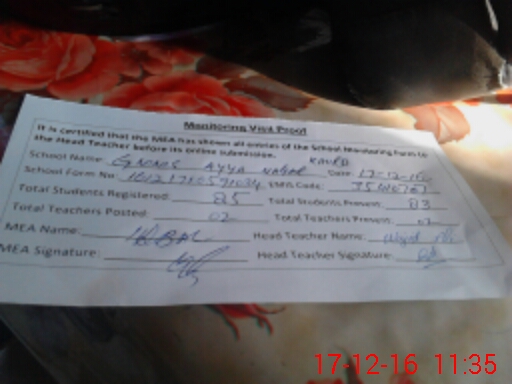 Monitoring Visit Proof
It is certified that the MEA has shown all entries of the School Monitoring Form to
the Head Teacher before its online submission.
School Name: AYYA NAGAR KAURO Date: 17-12-16
School Form No: EMIS Code:
Total Students Registered: 85 Total Students Present: 83
Total Teachers Posted: 02 Total Teachers Present: 02
MEA Name: IQBAL Head Teacher Name:
MEA Signature: Head Teacher Signature:
17-12-16 11:35